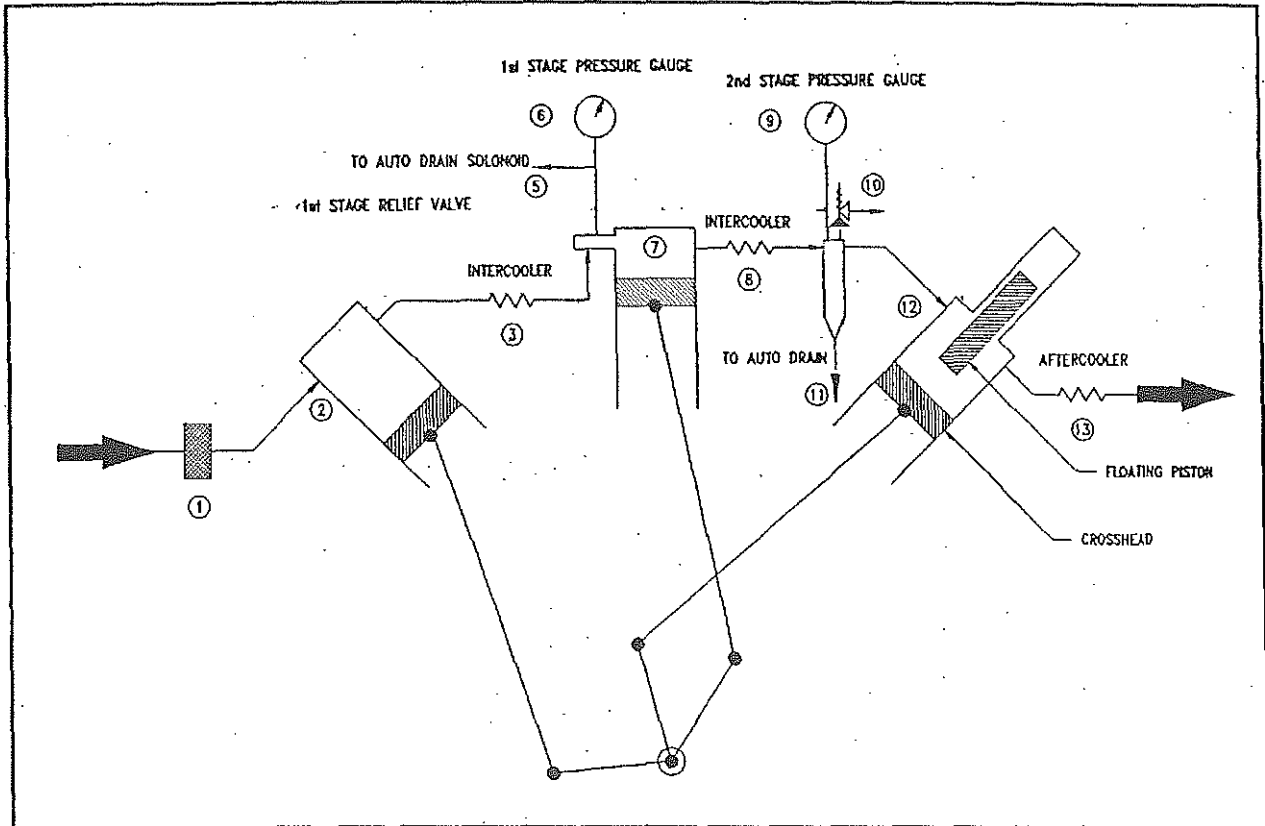 1st STAGE PRESSURE GAUGE
2nd STAGE PRESSURE GAUGE
6
9
TO AUTO DRAIN SOLONOID
5
10
1st STAGE RELIEF VALVE
INTERCOOLER
7
INTERCOOLER
8
3
12
TO AUTO DRAIN
AFTERCOOLER
11
2
13
FLOATING PISTON
1
CROSSHEAD